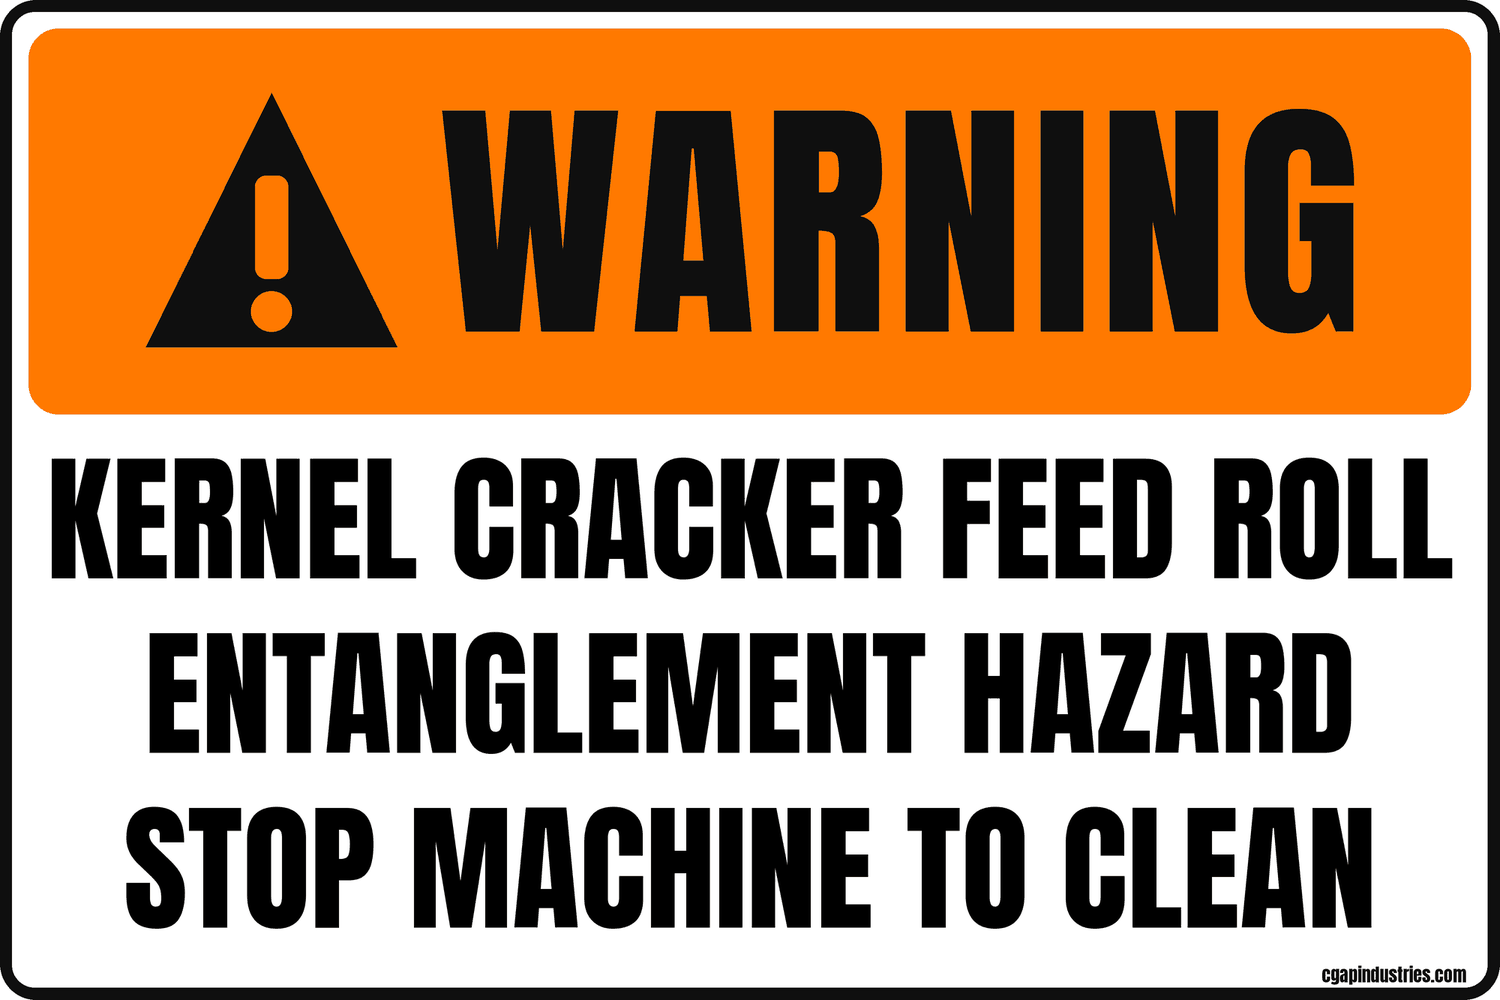 WARNING
KERNEL CRACKER FEED ROLL
ENTANGLEMENT HAZARD
STOP MACHINE TO CLEAN
cgapindustries.com